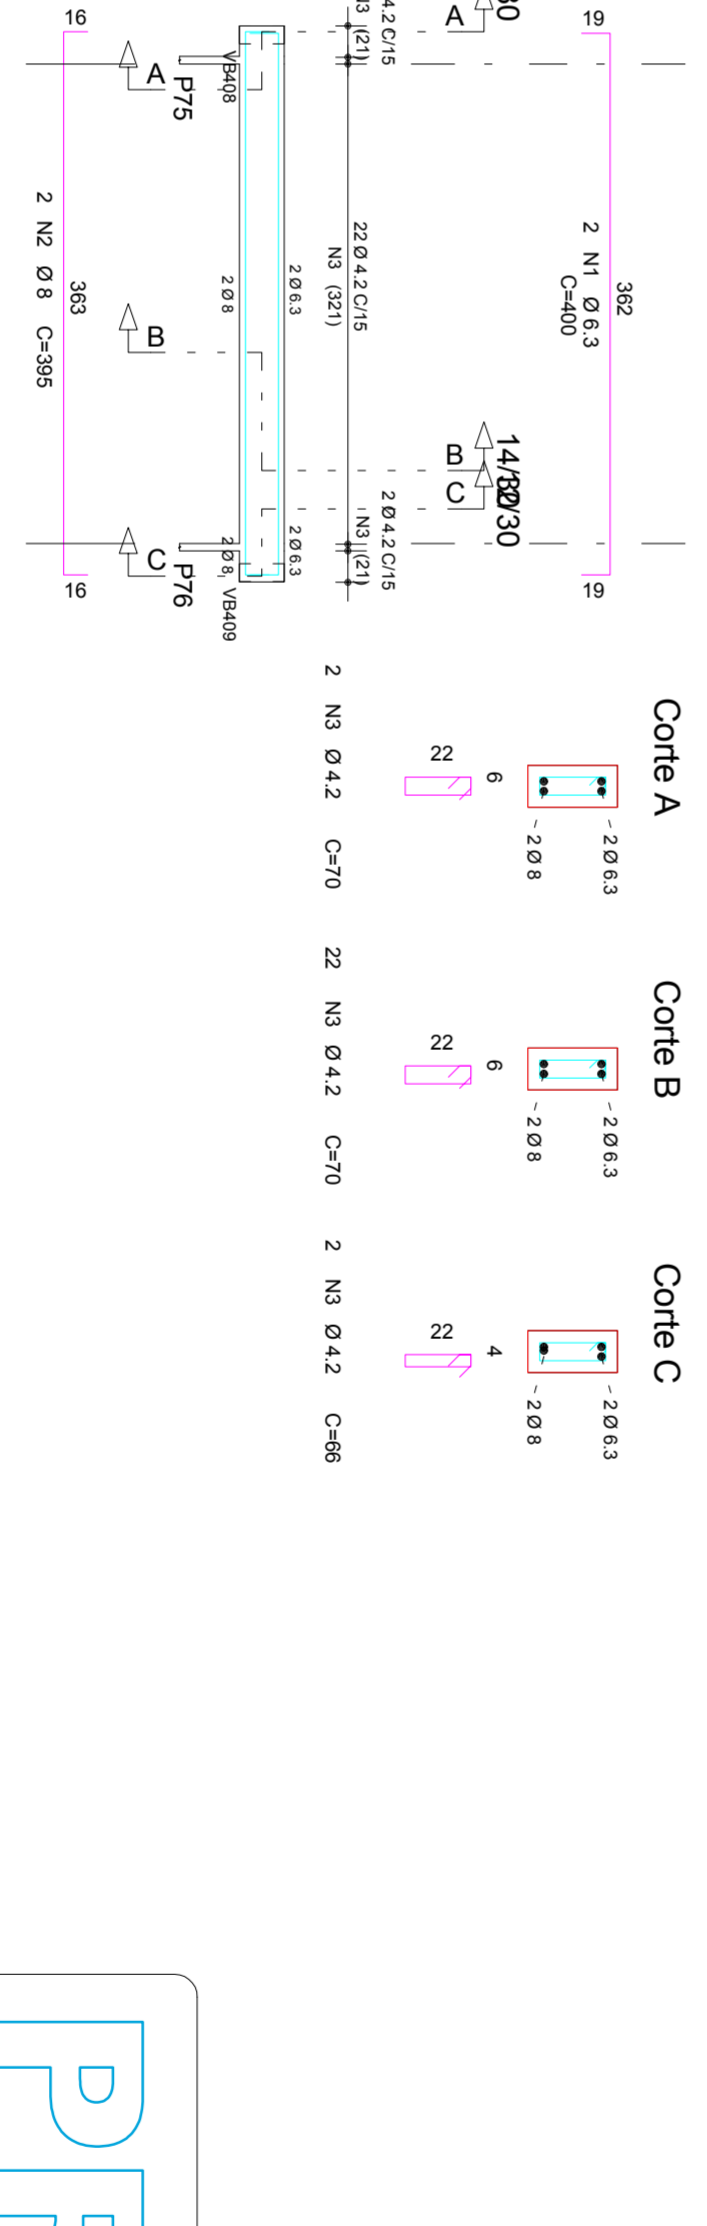 19
362
19
2 N1 Ø 6.3
C=400
30
14/30
/30
A
B
C
4.2 C/15
(21)
22 Ø 4.2 C/15
N3 (321)
2 Ø 4.2 C/15
N3 (21)
2 Ø 6.3
2 Ø 6.3
VB408
2 Ø 8
2 Ø 8
VB409
P75
P76
A
B
C
16
363
16
2 N2 Ø 8 C=395
Corte A
2 Ø 6.3
2 Ø 8
6
22
2 N3 Ø 4.2 C=70
Corte B
2 Ø 6.3
2 Ø 8
6
22
22 N3 Ø 4.2 C=70
Corte C
2 Ø 6.3
2 Ø 8
4
22
2 N3 Ø 4.2 C=66
P